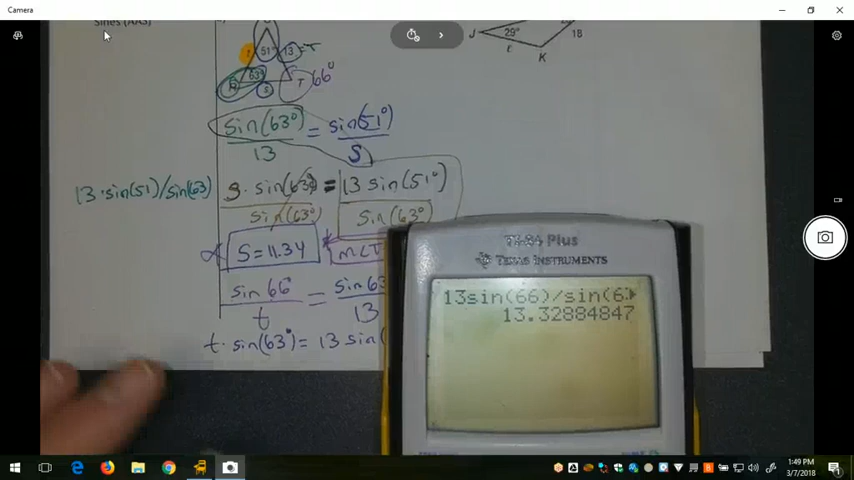 Camera
Sines (AAS)
51°
13
63°
T
66°
J
29°
18
K
sin(63°) = sin(51°)
13 S
13·sin(51)/sin(63)
S·sin(63°) = 13 sin(51°)
sin(63°) sin(63°)
S=11.34
m∠T
sin 66° = sin 63
t 13
t·sin(63°) = 13 sin(
TI-84 Plus
TEXAS INSTRUMENTS
13sin(66)/sin(6
13.32884847
1:49 PM
3/7/2018